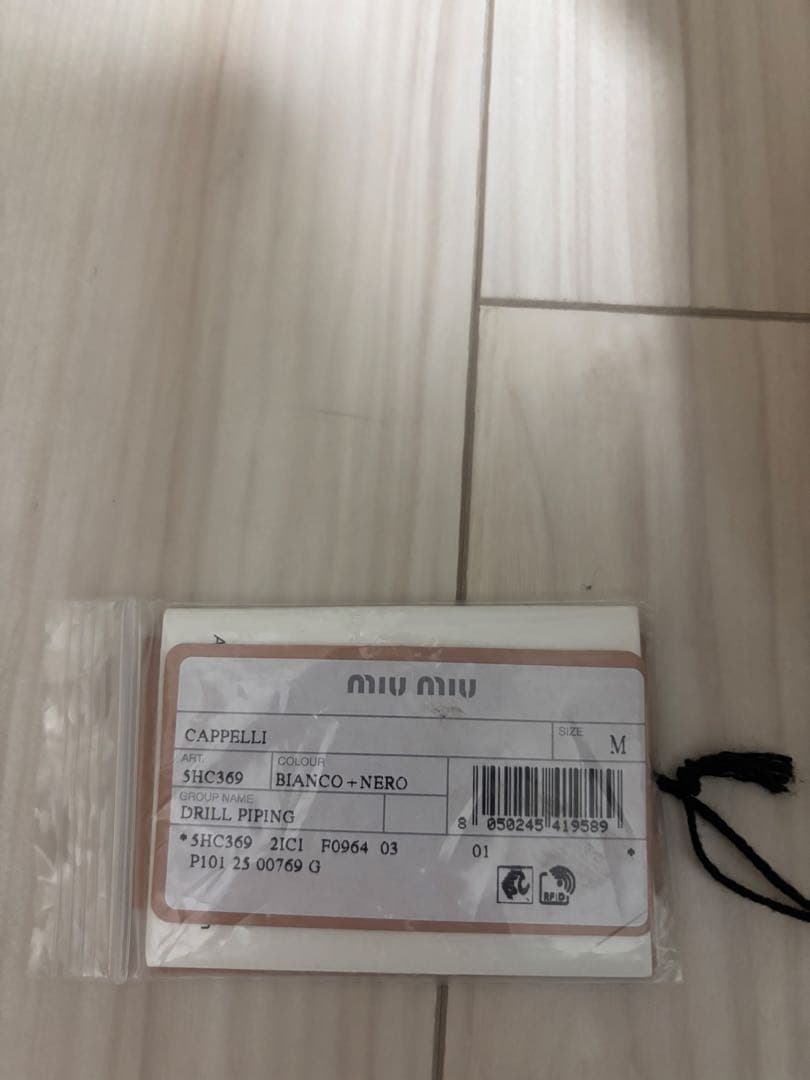 MIU MIU
CAPPELLI
SIZE
M
ART.
5HC369
COLOUR
BIANCO+NERO
GROUP NAME
DRILL PIPING
8 050245 419589
*5HC369 2ICI F0964 03 01 *
P101 25 00769 G
RFID